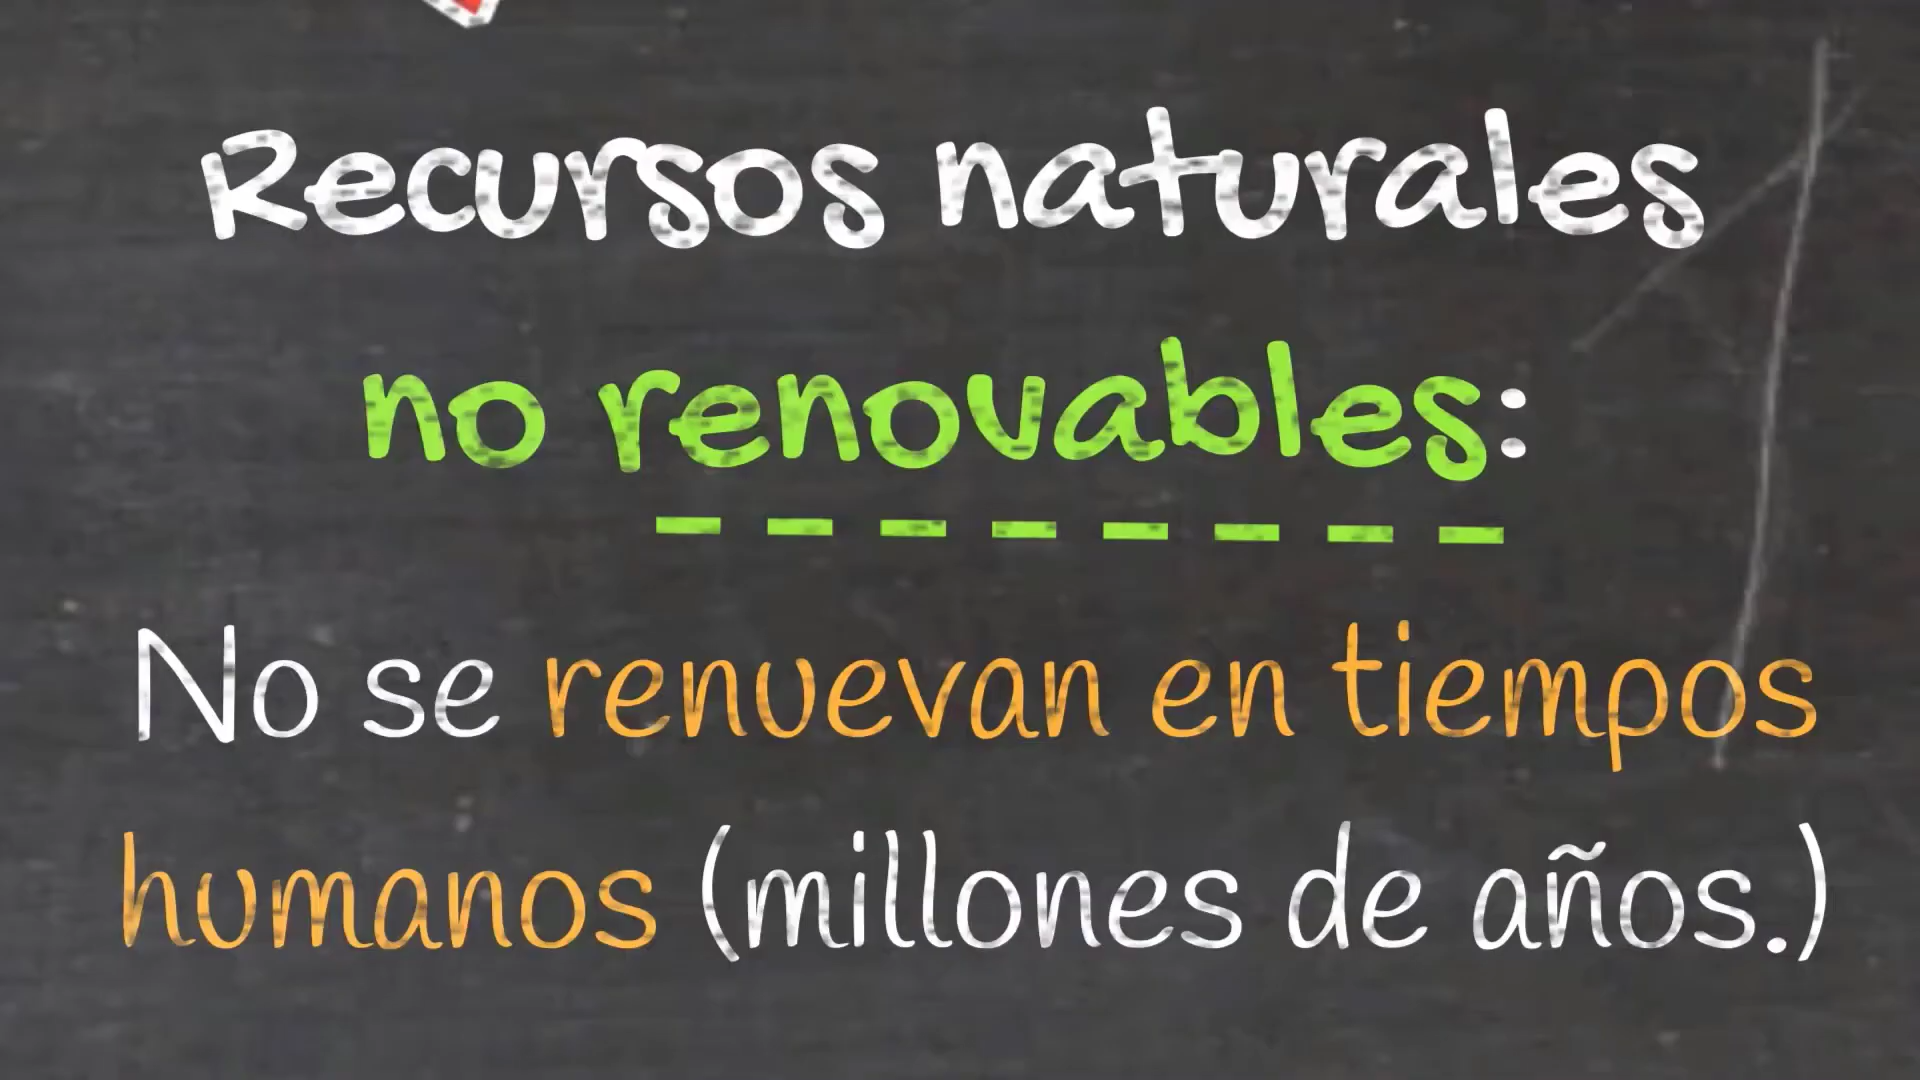 Recursos naturales
no renovables:
No se renuevan en tiempos
humanos (millones de años.)